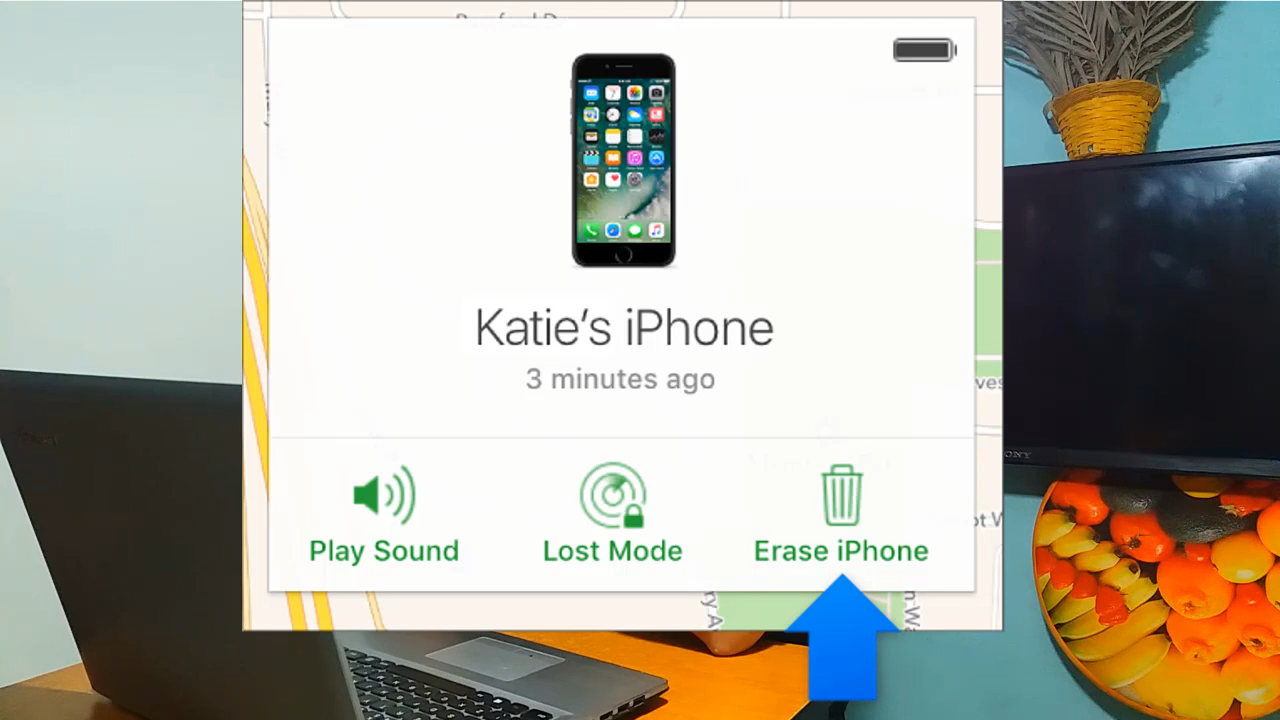 Katie's iPhone
3 minutes ago
Play Sound
Lost Mode
Erase iPhone